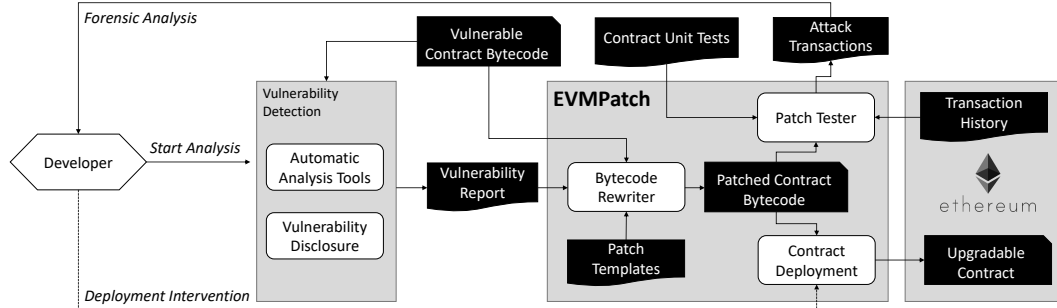 Forensic Analysis
Vulnerable
Contract Bytecode
Contract Unit Tests
Attack
Transactions
Vulnerability
Detection
EVMPatch
Patch Tester
Transaction
History
Developer
Start Analysis
Automatic
Analysis Tools
Vulnerability
Report
Bytecode
Rewriter
Patched Contract
Bytecode
ethereum
Vulnerability
Disclosure
Patch
Templates
Contract
Deployment
Upgradable
Contract
Deployment Intervention